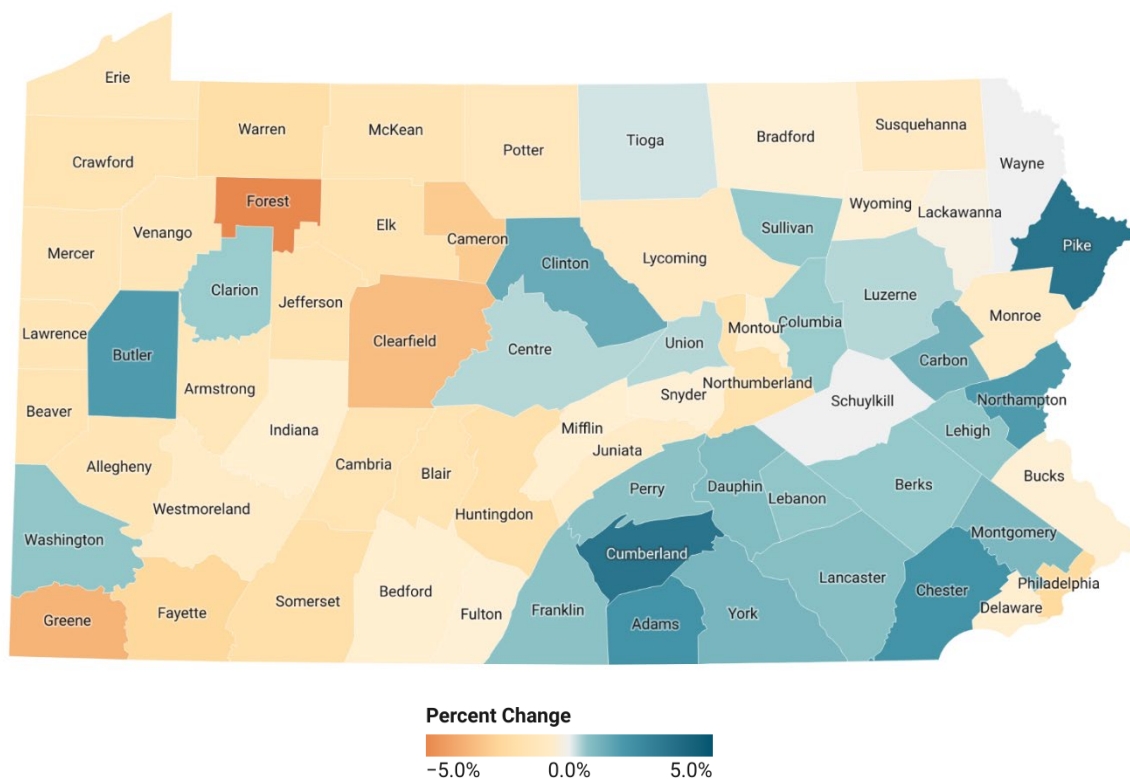 Erie
Warren
McKean
Potter
Tioga
Bradford
Susquehanna
Wayne
Crawford
Forest
Elk
Cameron
Clinton
Lycoming
Sullivan
Wyoming
Lackawanna
Pike
Mercer
Venango
Clarion
Jefferson
Clearfield
Centre
Union
Montour
Columbia
Luzerne
Monroe
Lawrence
Butler
Armstrong
Indiana
Snyder
Northumberland
Schuylkill
Carbon
Northampton
Beaver
Allegheny
Westmoreland
Cambria
Blair
Huntingdon
Mifflin
Juniata
Perry
Dauphin
Lebanon
Berks
Lehigh
Bucks
Washington
Greene
Fayette
Somerset
Bedford
Fulton
Franklin
Cumberland
Adams
York
Lancaster
Chester
Montgomery
Philadelphia
Delaware
Percent Change
−5.0% 0.0% 5.0%